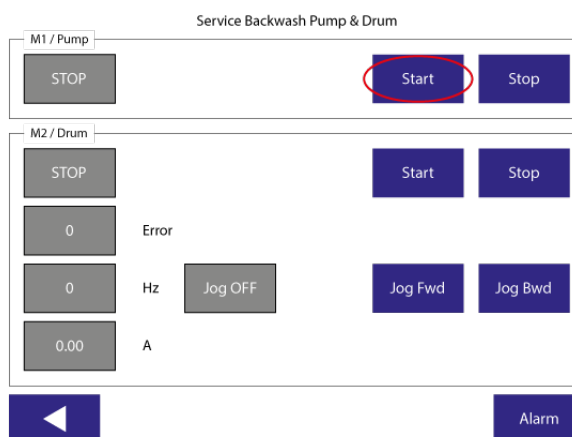 Service Backwash Pump & Drum
M1 / Pump
STOP
Start
Stop
M2 / Drum
STOP
Start
Stop
0
Error
0
Hz
Jog OFF
Jog Fwd
Jog Bwd
0.00
A
Alarm